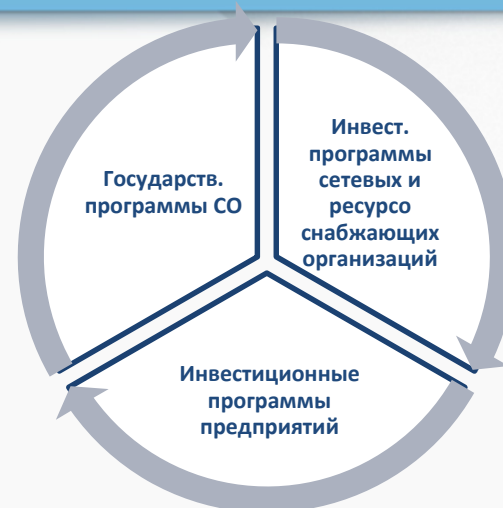 Государств.
программы СО
Инвест.
программы
сетевых и
ресурсо
снабжающих
организаций
Инвестиционные
программы
предприятий